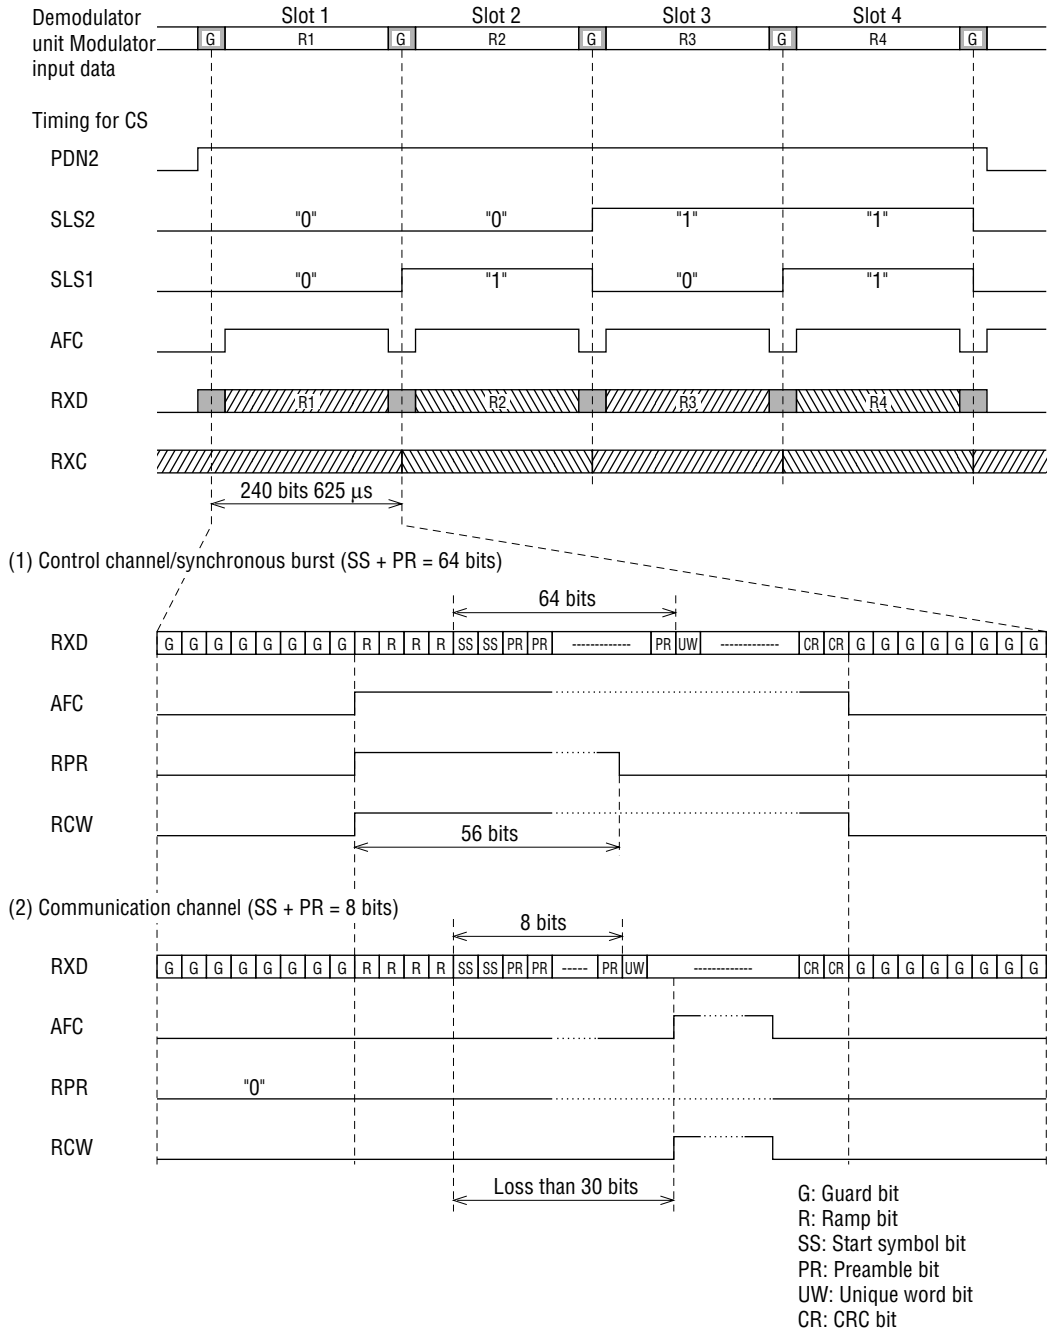 Demodulator
unit Modulator
input data
Slot 1 Slot 2 Slot 3 Slot 4
G R1 G R2 G R3 G R4 G
Timing for CS
PDN2
SLS2 "0" "0" "1" "1"
SLS1 "0" "1" "0" "1"
AFC
RXD R1 R2 R3 R4
RXC
240 bits 625 μs
(1) Control channel/synchronous burst (SS + PR = 64 bits)
64 bits
RXD G G G G G G G G R R R R SS SS PR PR ------------- PR UW ------------- CR CR G G G G G G G G
AFC
RPR
RCW
56 bits
(2) Communication channel (SS + PR = 8 bits)
8 bits
RXD G G G G G G G G R R R R SS SS PR PR ----- PR UW ------------- CR CR G G G G G G G G
AFC
RPR "0"
RCW
Loss than 30 bits
G: Guard bit
R: Ramp bit
SS: Start symbol bit
PR: Preamble bit
UW: Unique word bit
CR: CRC bit